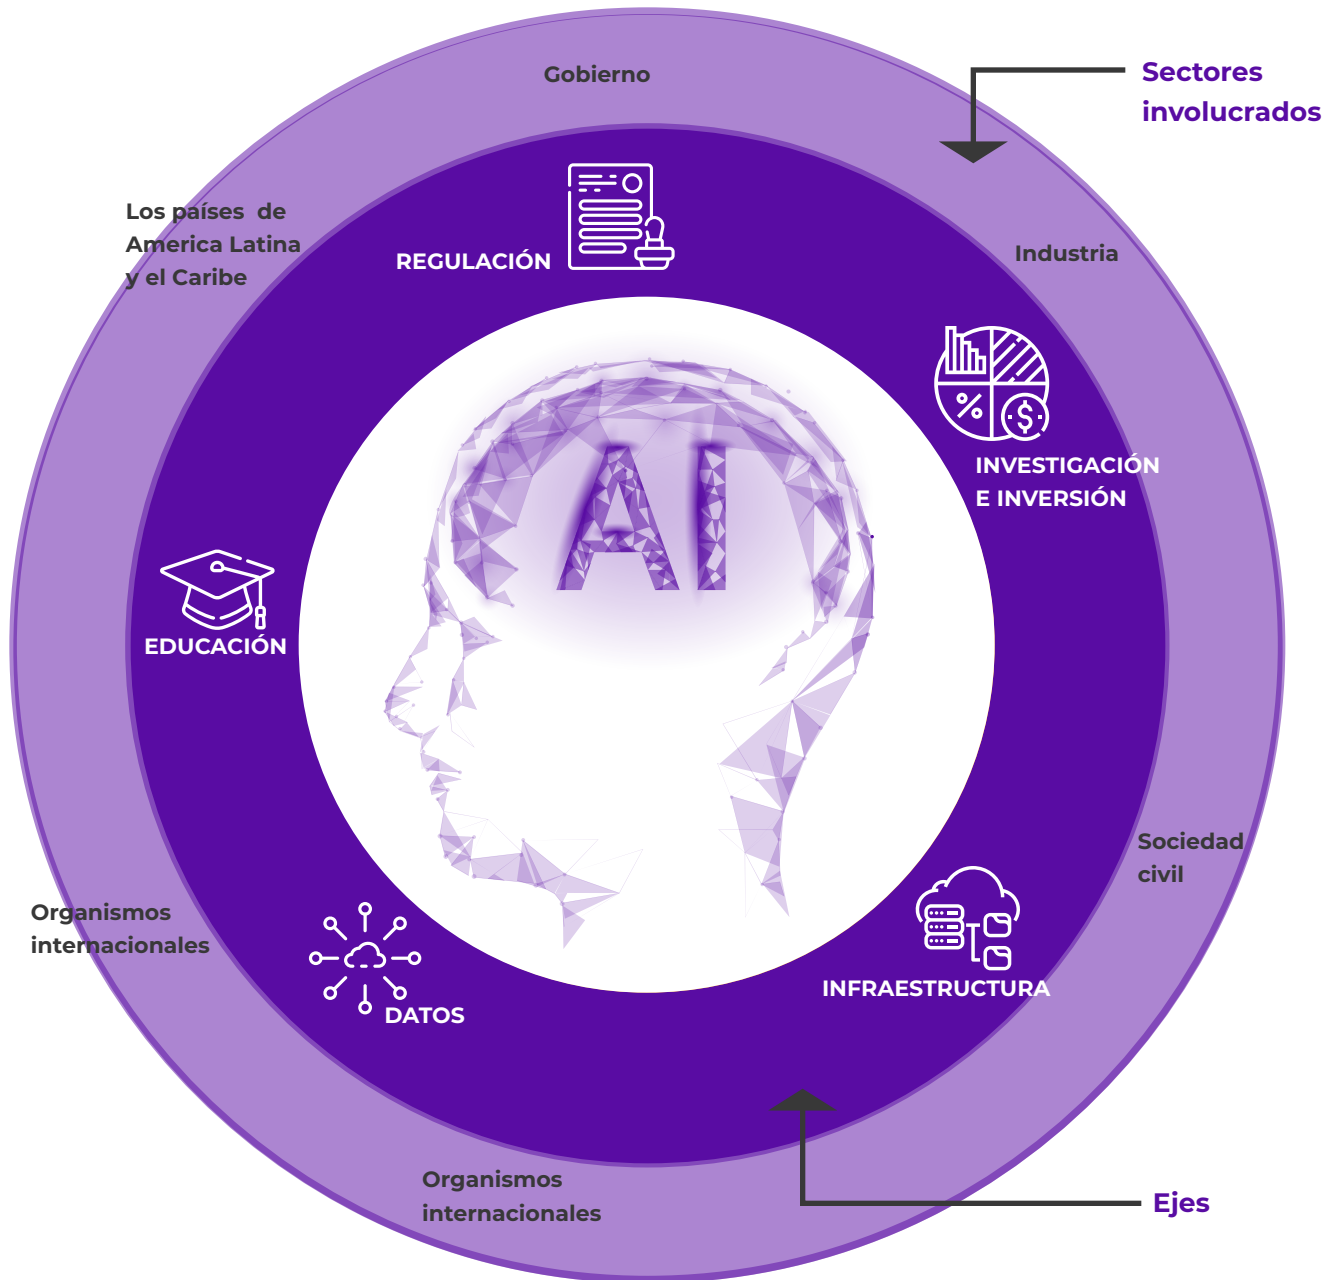 Gobierno
Sectores
involucrados
Los países de
America Latina
y el Caribe
REGULACIÓN
Industria
INVESTIGACIÓN
E INVERSIÓN
%
$
AI
EDUCACIÓN
Sociedad
civil
Organismos
internacionales
INFRAESTRUCTURA
DATOS
Organismos
internacionales
Ejes